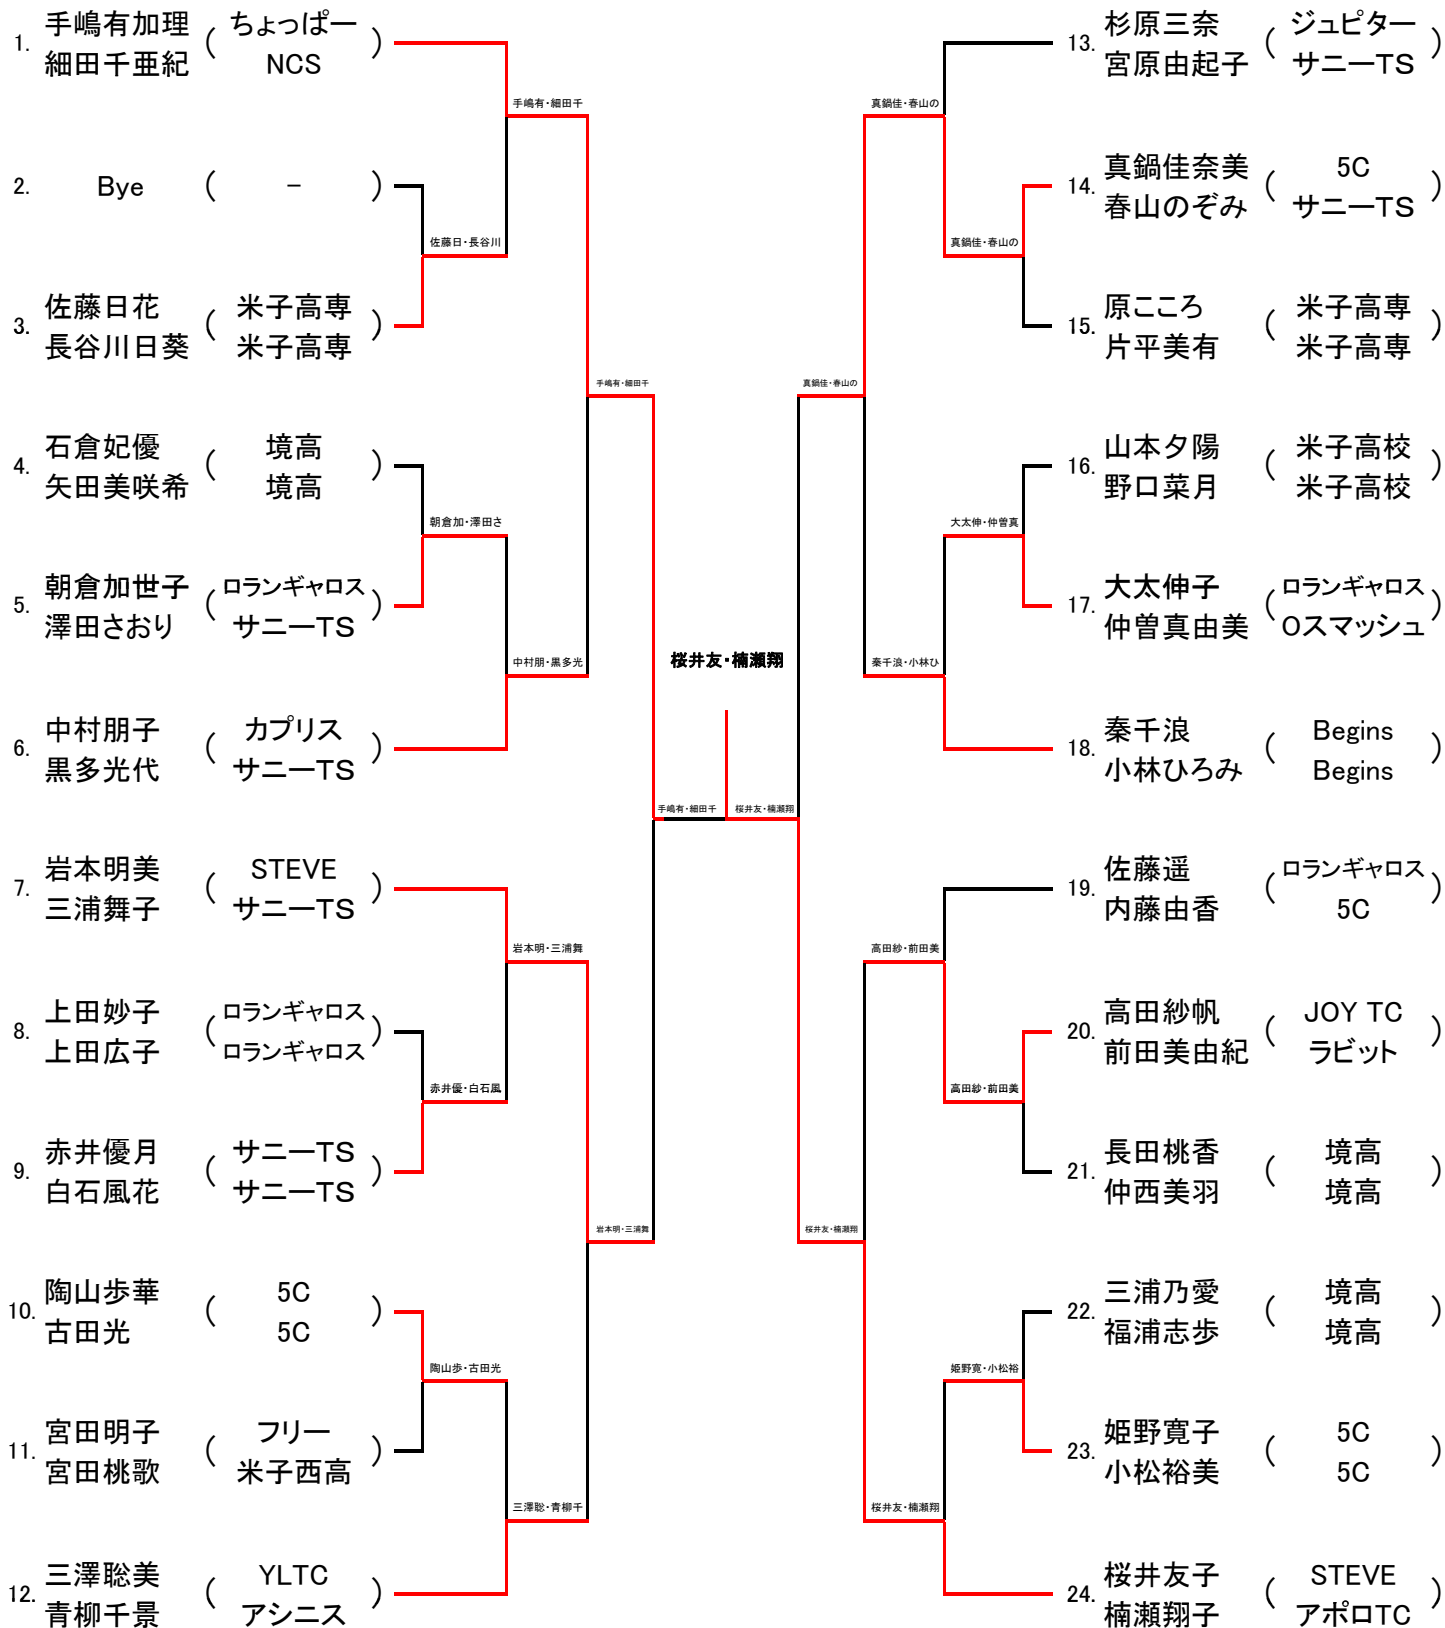 1. 手嶋有加理 ( ちょっぱー )
細田千亜紀 NCS
2. Bye ( - )
3. 佐藤日花 ( 米子高専 )
長谷川日葵 米子高専
4. 石倉妃優 ( 境高 )
矢田美咲希 境高
5. 朝倉加世子 ( ロランギャロス )
澤田さおり サニーTS
6. 中村朋子 ( カプリス )
黒多光代 サニーTS
7. 岩本明美 ( STEVE )
三浦舞子 サニーTS
8. 上田妙子 ( ロランギャロス )
上田広子 ロランギャロス
9. 赤井優月 ( サニーTS )
白石風花 サニーTS
10. 陶山歩華 ( 5C )
古田光 5C
11. 宮田明子 ( フリー )
宮田桃歌 米子西高
12. 三澤聡美 ( YLTC )
青柳千景 アシニス
手嶋有・細田千
佐藤日・長谷川
手嶋有・細田千
朝倉加・澤田さ
中村朋・黒多光
手嶋有・細田千
岩本明・三浦舞
赤井優・白石風
岩本明・三浦舞
陶山歩・古田光
三澤聡・青柳千
桜井友・楠瀬翔
桜井友・楠瀬翔
真鍋佳・春山の
真鍋佳・春山の
真鍋佳・春山の
大太伸・仲曽真
秦千浪・小林ひ
高田紗・前田美
高田紗・前田美
桜井友・楠瀬翔
姫野寛・小松裕
桜井友・楠瀬翔
13. 杉原三奈 ( ジュピター )
宮原由起子 サニーTS
14. 真鍋佳奈美 ( 5C )
春山のぞみ サニーTS
15. 原こころ ( 米子高専 )
片平美有 米子高専
16. 山本夕陽 ( 米子高校 )
野口菜月 米子高校
17. 大太伸子 ( ロランギャロス )
仲曽真由美 Oスマッシュ
18. 秦千浪 ( Begins )
小林ひろみ Begins
19. 佐藤遥 ( ロランギャロス )
内藤由香 5C
20. 高田紗帆 ( JOY TC )
前田美由紀 ラビット
21. 長田桃香 ( 境高 )
仲西美羽 境高
22. 三浦乃愛 ( 境高 )
福浦志歩 境高
23. 姫野寛子 ( 5C )
小松裕美 5C
24. 桜井友子 ( STEVE )
楠瀬翔子 アポロTC